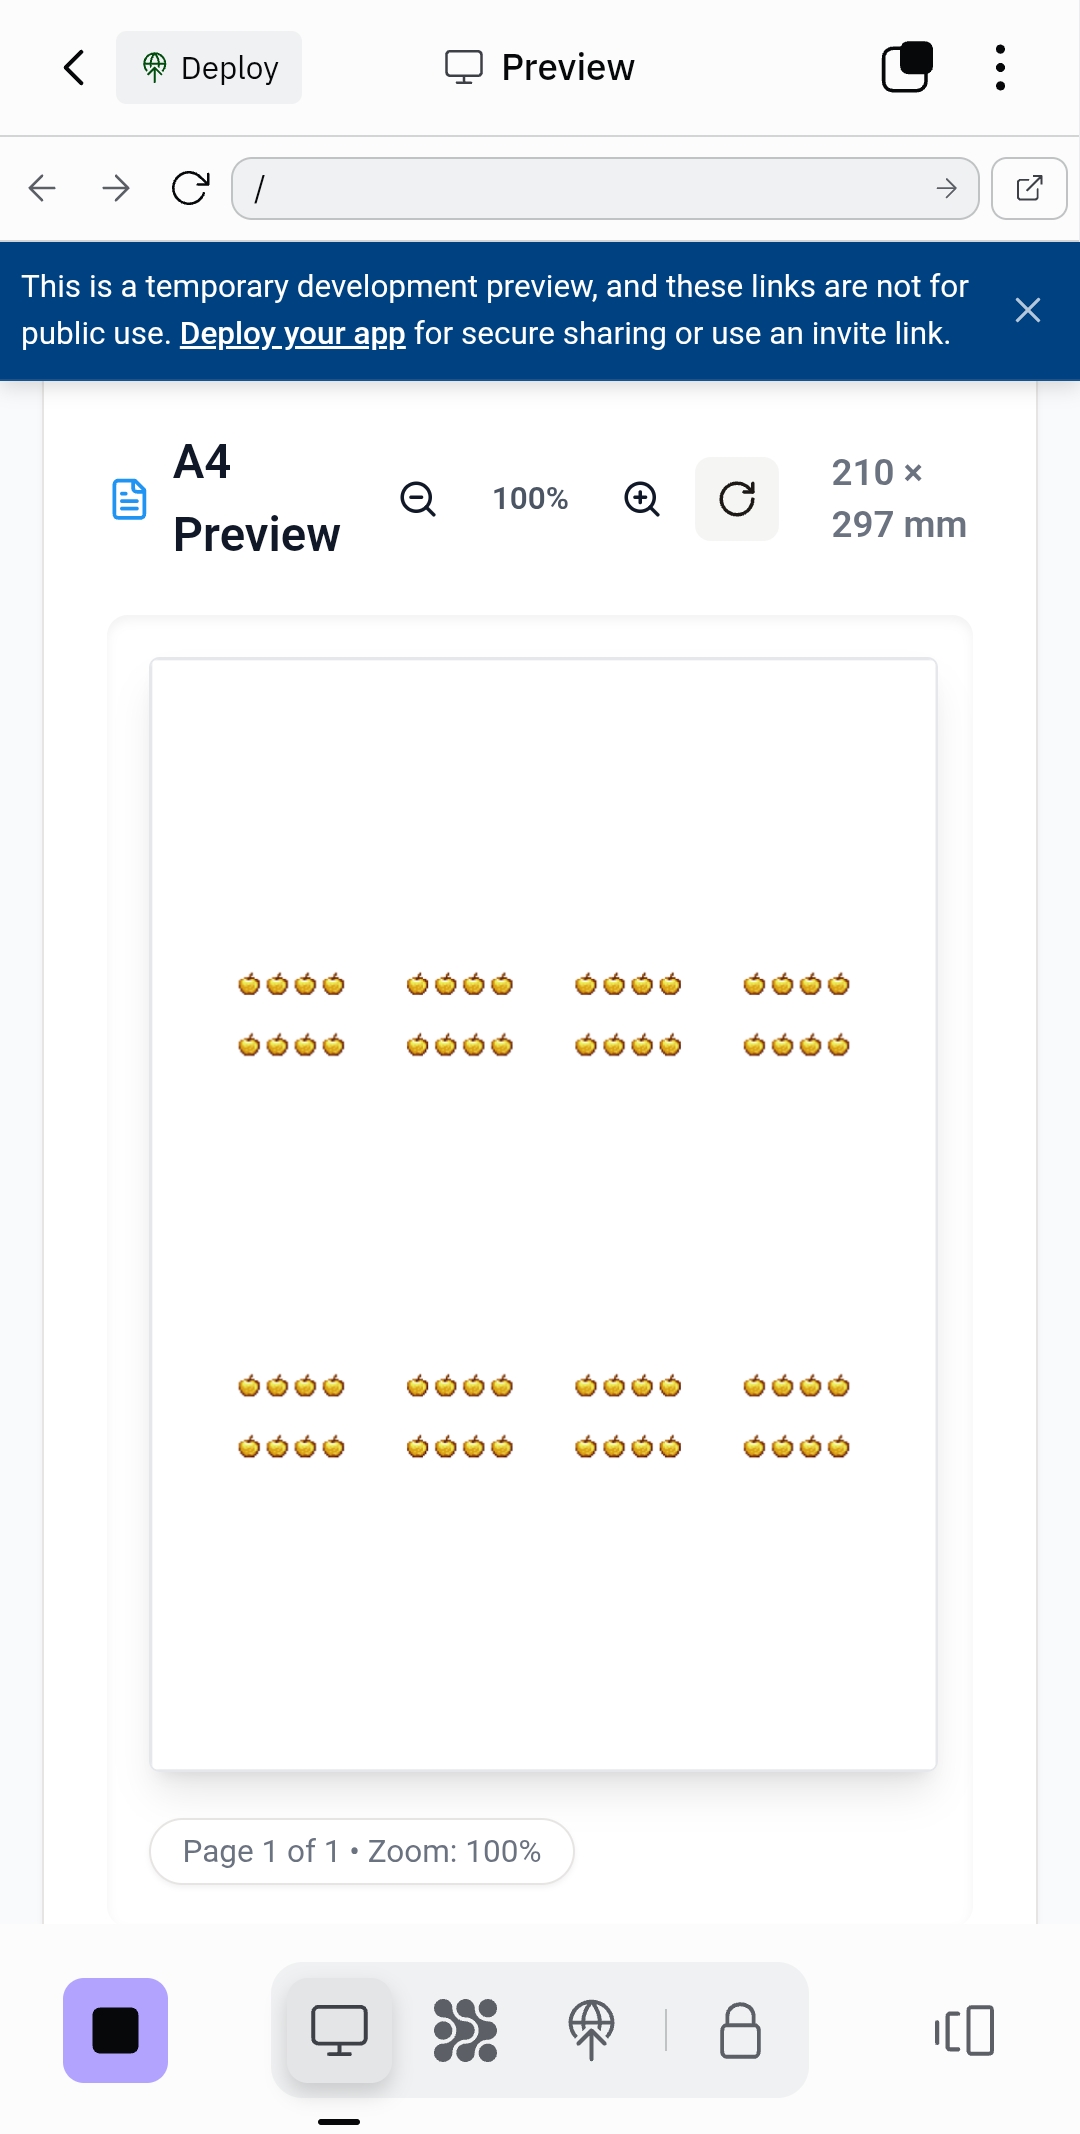 Deploy
Preview
/
This is a temporary development preview, and these links are not for
public use. Deploy your app for secure sharing or use an invite link.
A4
Preview
100%
210 ×
297 mm
Page 1 of 1 • Zoom: 100%